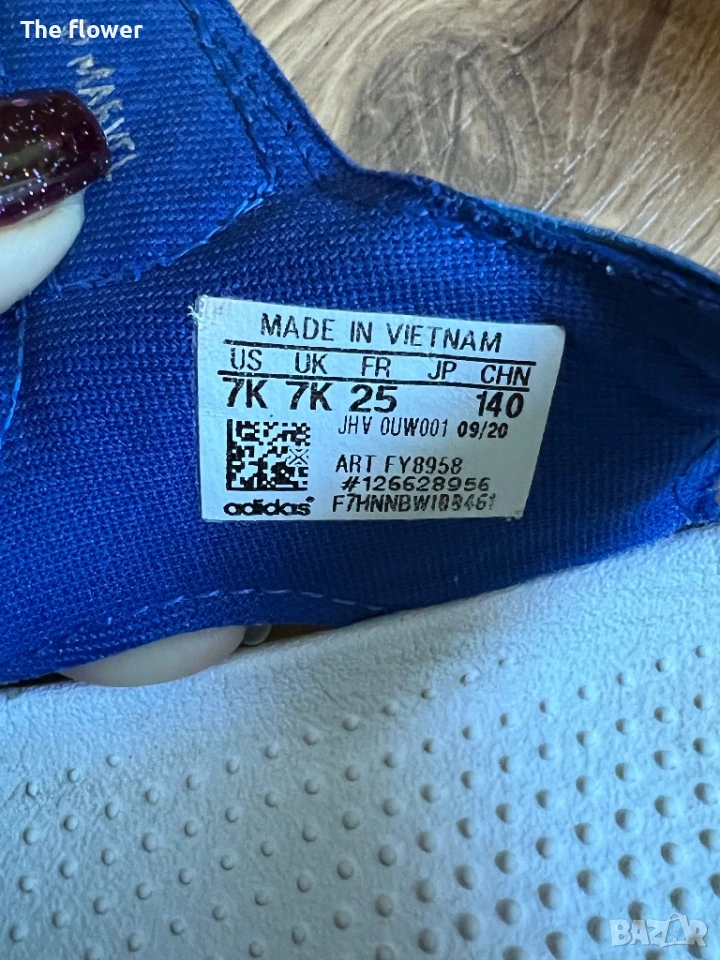 The flower
MADE IN VIETNAM
US UK FR JP CHN
7K 7K 25 140
JHV 0UW001 09/20
ART FY8958
#126628956
adidas
BAZAR